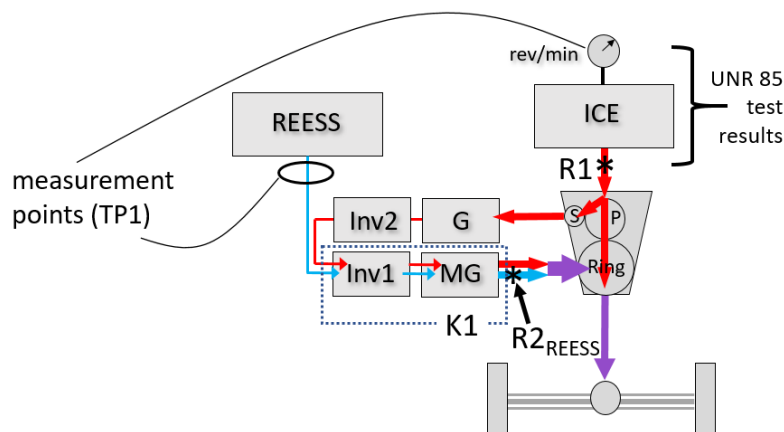 rev/min
UNR 85
test
results
ICE
REESS
R1*
measurement
points (TP1)
S
P
Inv2
G
Inv1
MG
Ring
*
K1
R2REESS